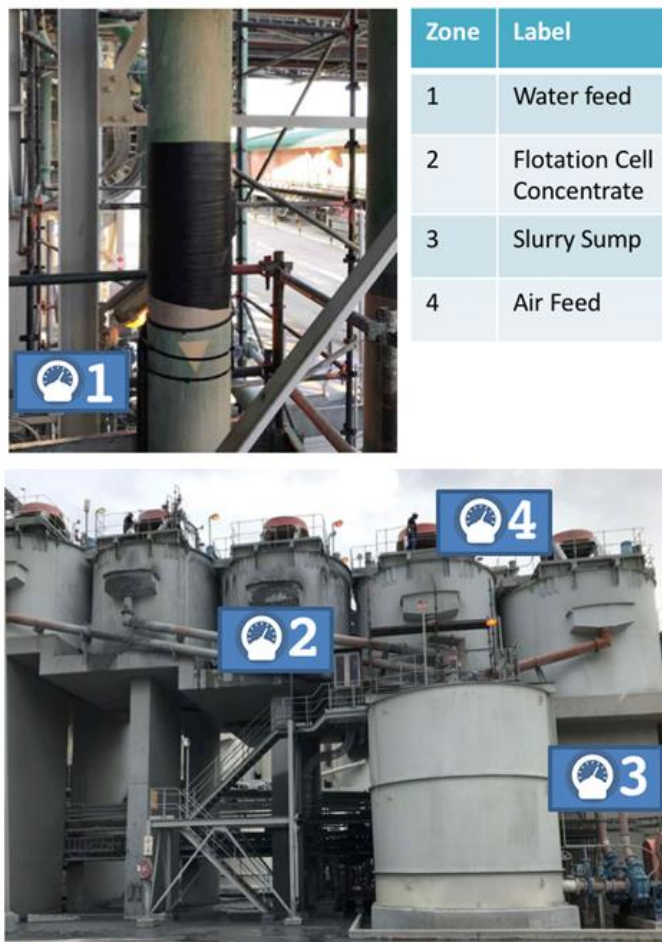 Zone Label
1 Water feed
2 Flotation Cell
Concentrate
3 Slurry Sump
4 Air Feed
1
4
2
3